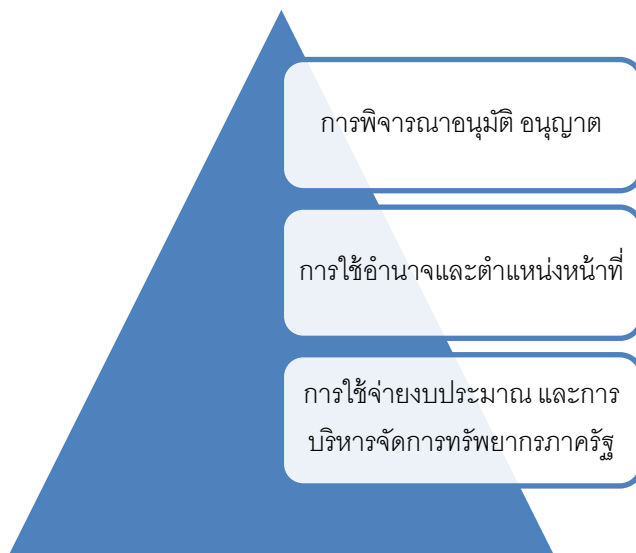 การพิจารณาอนุมัติ อนุญาต
การใช้อำนาจและตำแหน่งหน้าที่
การใช้จ่ายงบประมาณ และการ
บริหารจัดการทรัพยากรภาครัฐ